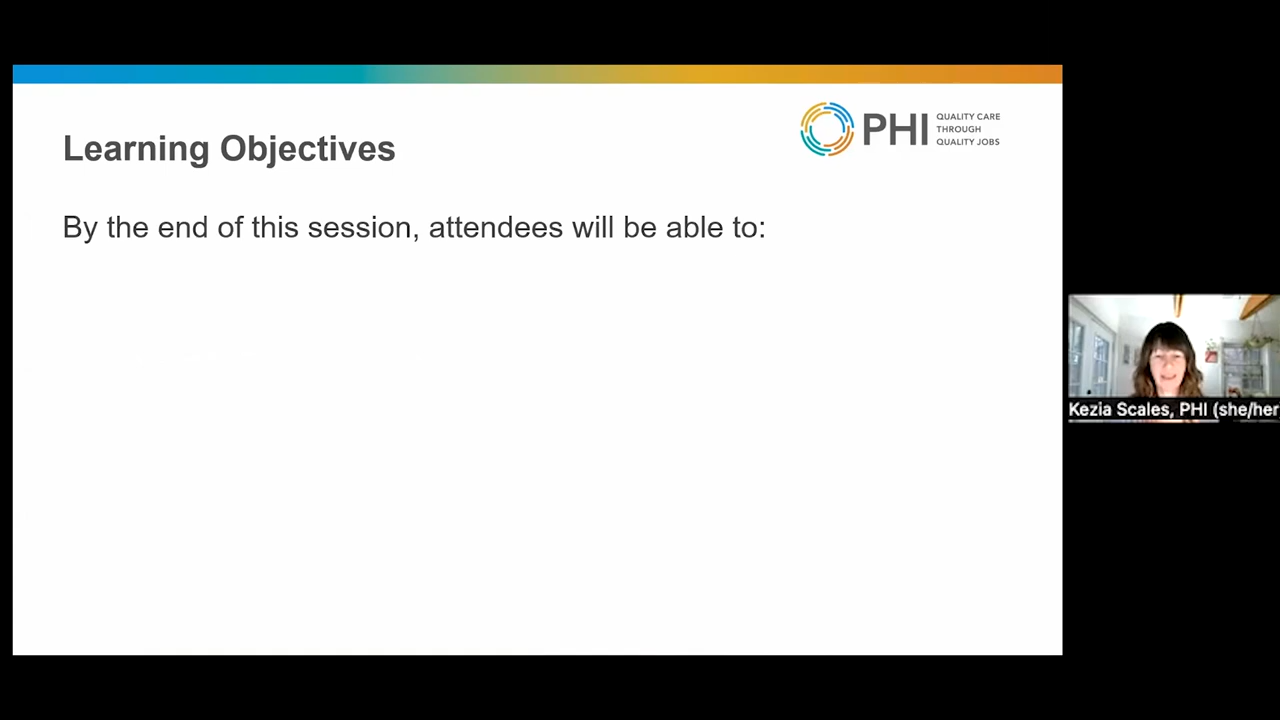 Learning Objectives
PHI
QUALITY CARE
THROUGH
QUALITY JOBS
By the end of this session, attendees will be able to:
Kezia Scales, PHI (she/her